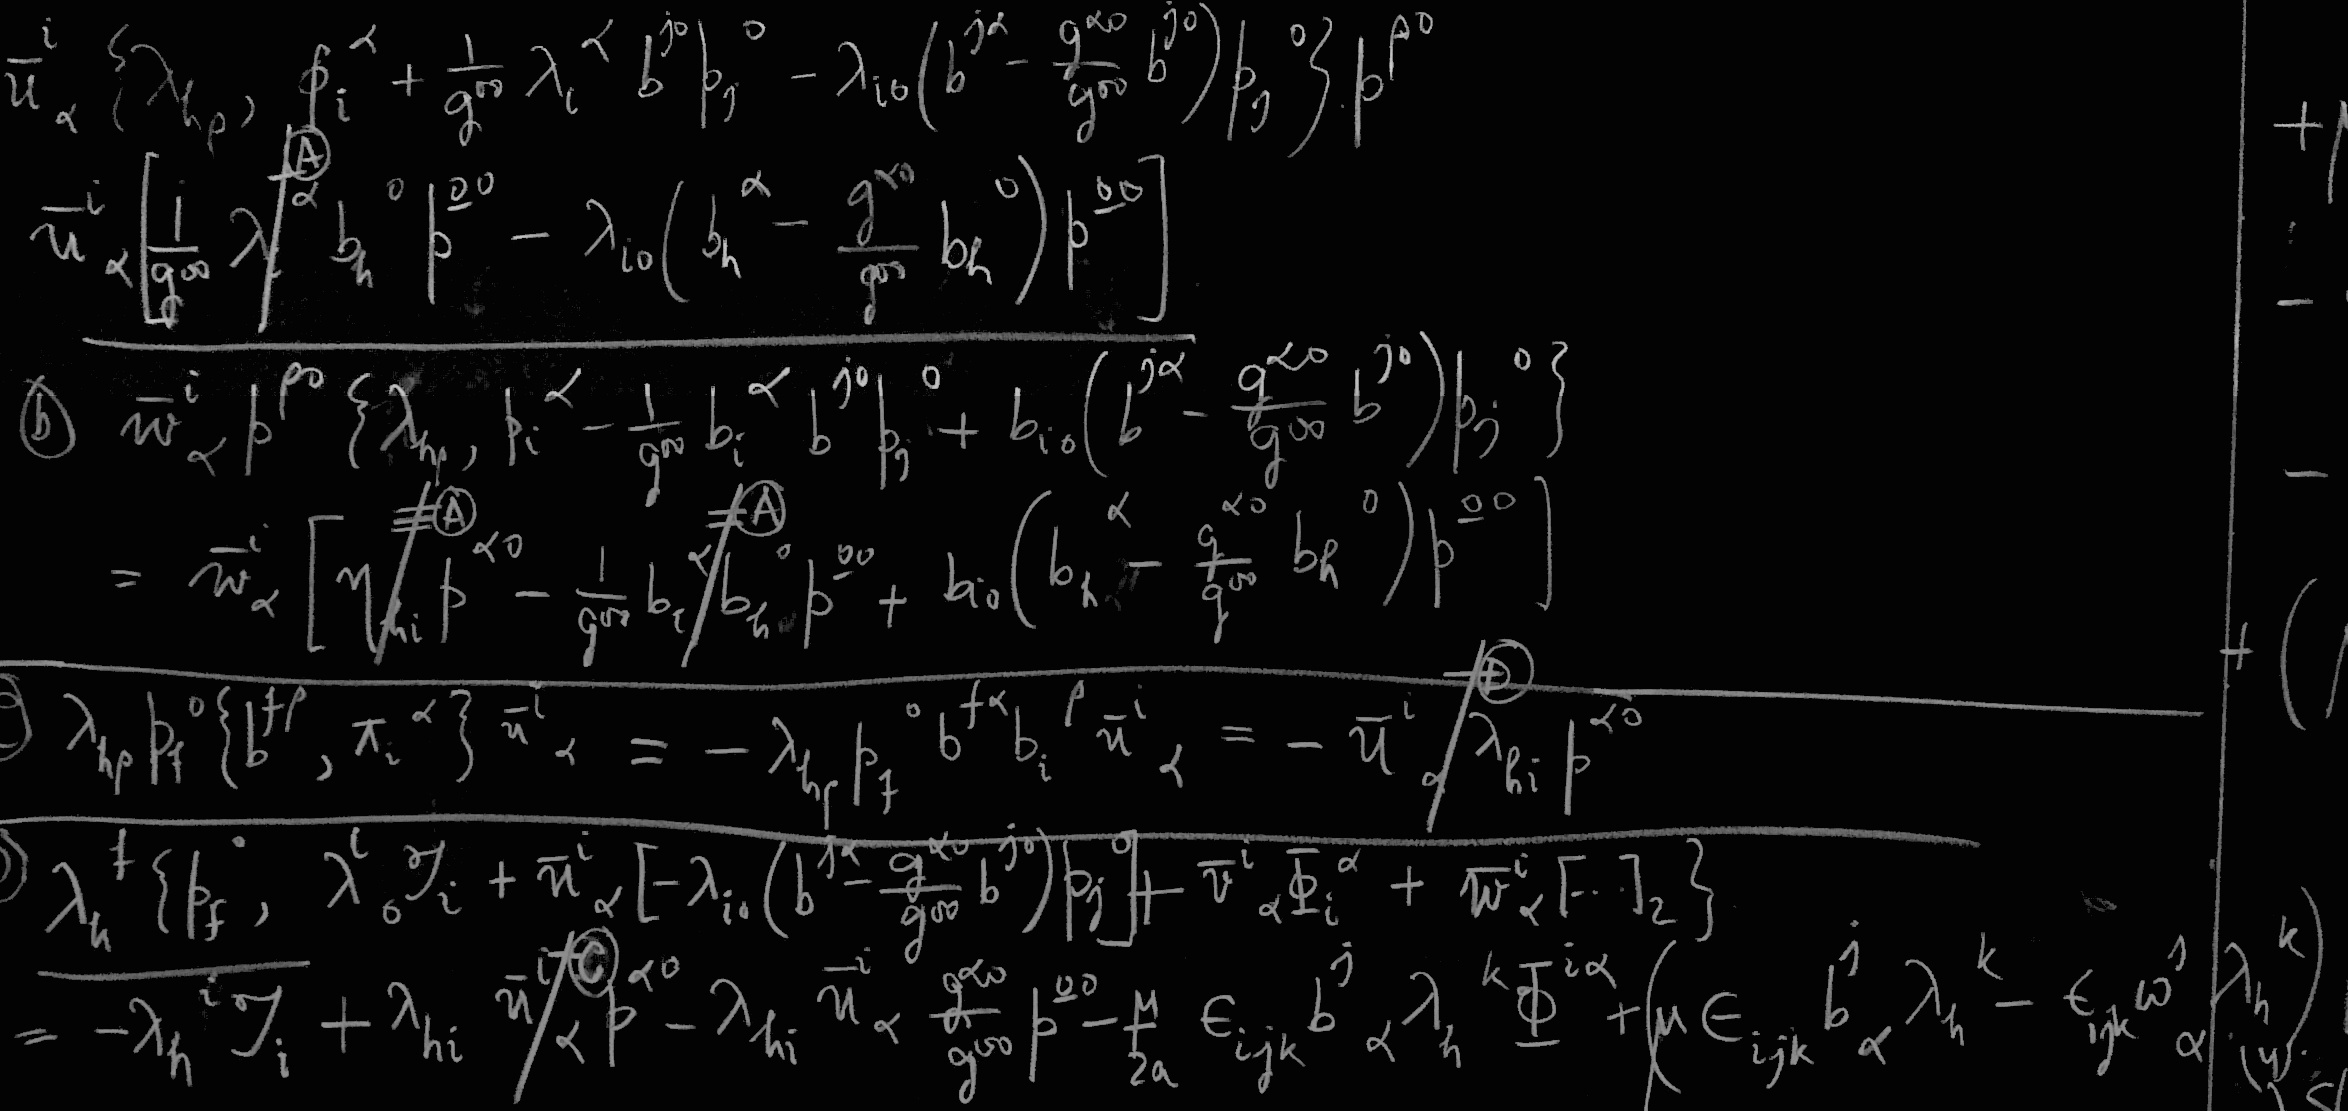 ū^i_α {λ_{hρ}, p_i^α + 1/g^{00} λ_i^α b^{j0} p_j^0 − λ_{i0} (b^{jα} − g^{α0}/g^{00} b^{j0}) p_j^0} p^{ρ0}
ū^i_α [1/g^{00} λ_i^α b_h^0 p^{00} − λ_{i0} (b_h^α − g^{α0}/g^{00} b_h^0) p^{00}] Ⓐ
ⓑ w̄^i_α p^{ρ0} {λ_{hρ}, p_i^α − 1/g^{00} b_i^α b^{j0} p_j^0 + b_{i0} (b^{jα} − g^{α0}/g^{00} b^{j0}) p_j^0}
= w̄^i_α [η_{hi} p^{α0} − 1/g^{00} b_i^α b_h^0 p^{00} + b_{i0} (b_h^α − g^{α0}/g^{00} b_h^0) p^{00}] Ⓐ Ⓐ
λ_{hρ} p_f^0 {b^{fρ}, π_i^α} ū^i_α = −λ_{hρ} p_f^0 b^{fα} b_i^ρ ū^i_α = −ū^i_α λ_{hi} p^{α0} Ⓓ
λ_h^f {p_f^0, λ^i_0 𝒯_i + ū^i_α [−λ_{i0} (b^{jα} − g^{α0}/g^{00} b^{j0}) p_j^0] + v̄^i_α Φ_i^α + w̄^i_α [...]_2}
= −λ_h^i 𝒯_i + λ_{hi} ū^i_α p^{α0} − λ_{hi} ū^i_α g^{α0}/g^{00} p^{00} − μ/2a ε_{ijk} b^j_α λ_h^k Φ^{iα} + (μ ε_{ijk} b^j_α λ_h^k − ε_{ijk} ω^j_α λ_h^k) Ⓒ